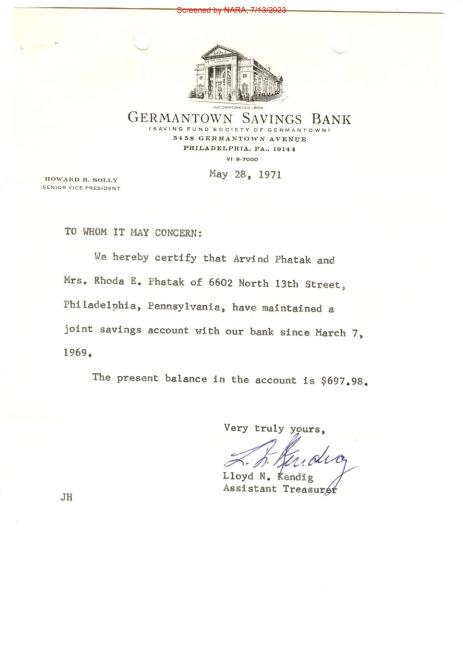 Screened by NARA, 7/13/2023
INCORPORATED 1854
GERMANTOWN SAVINGS BANK
(SAVING FUND SOCIETY OF GERMANTOWN)
5458 GERMANTOWN AVENUE
PHILADELPHIA, PA., 19144
VI 8-7000
May 28, 1971
HOWARD B. SOLLY
SENIOR VICE PRESIDENT
TO WHOM IT MAY CONCERN:
We hereby certify that Arvind Phatak and
Mrs. Rhoda E. Phatak of 6602 North 13th Street,
Philadelphia, Pennsylvania, have maintained a
joint savings account with our bank since March 7,
1969.
The present balance in the account is $697.98.
Very truly yours,
L. N. Kendig
Lloyd N. Kendig
Assistant Treasurer
JH